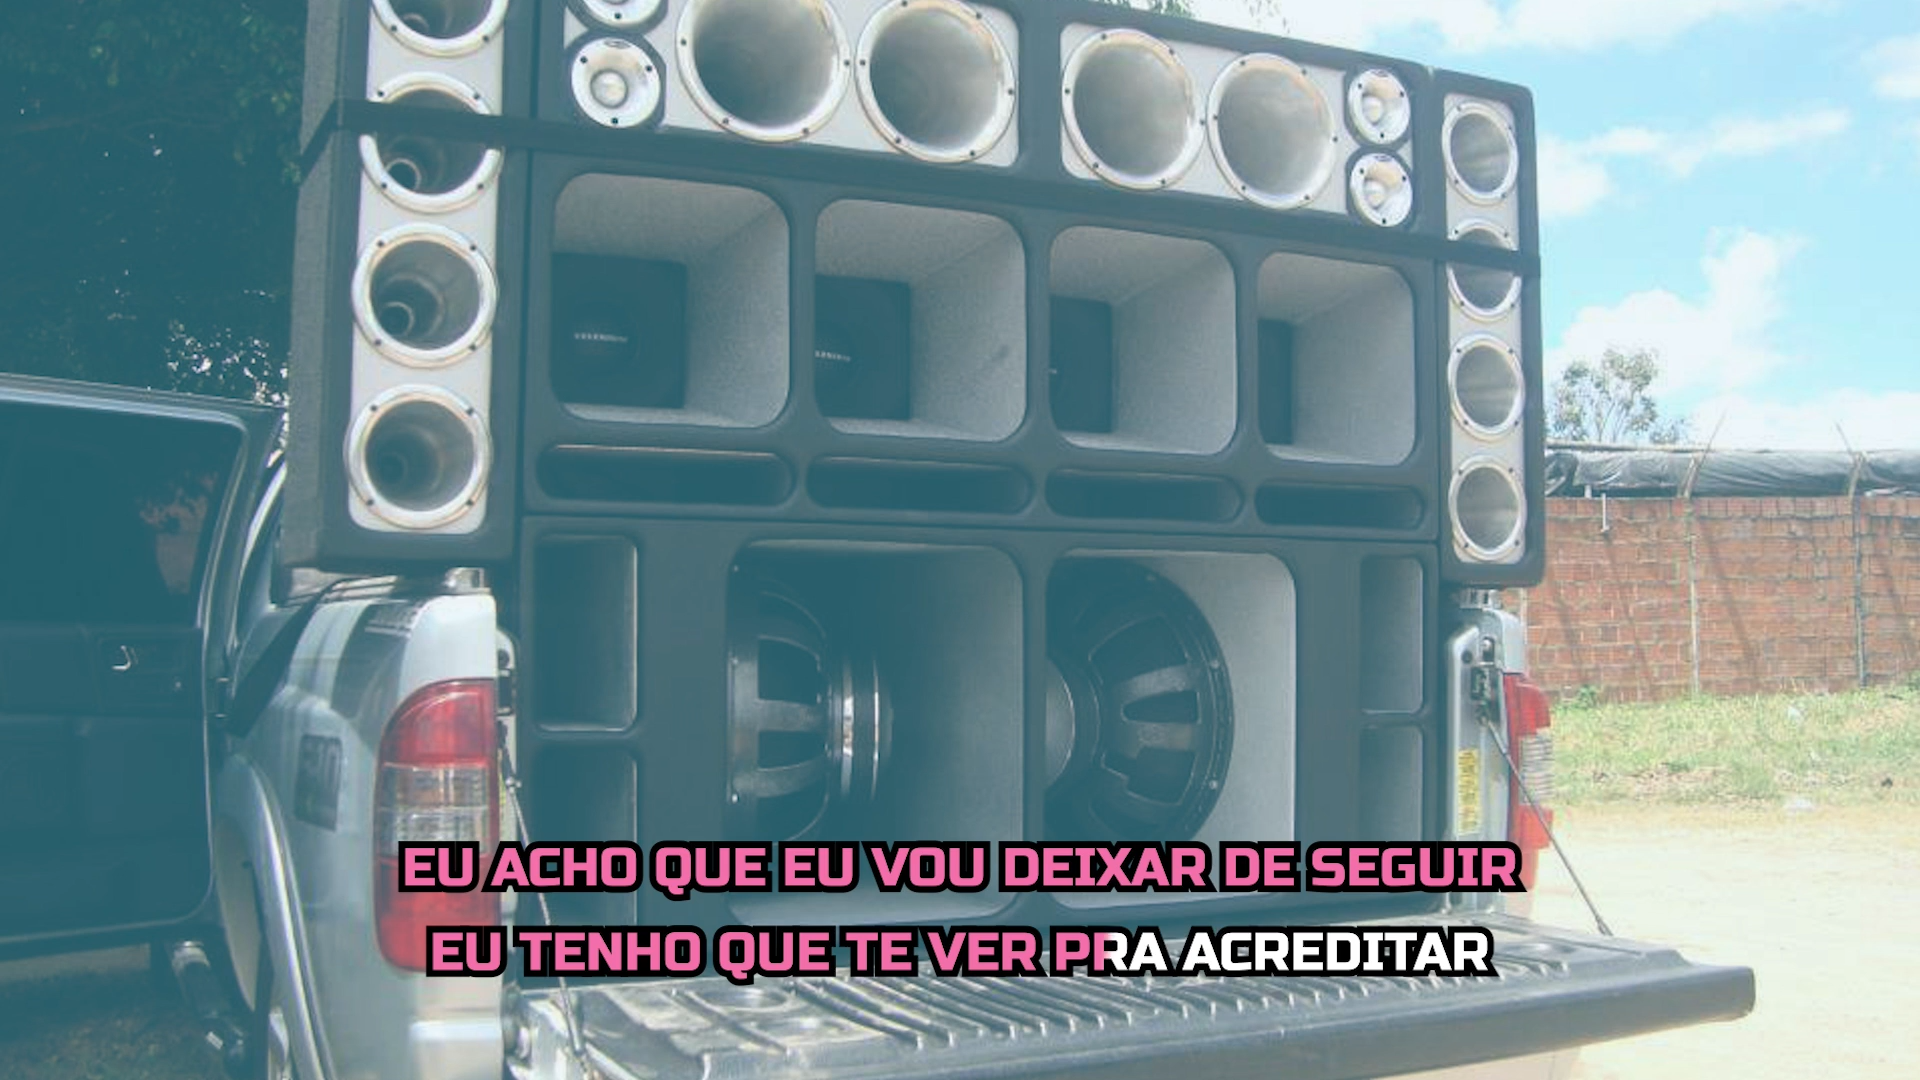 EU ACHO QUE EU VOU DEIXAR DE SEGUIR
EU TENHO QUE TE VER PRA ACREDITAR